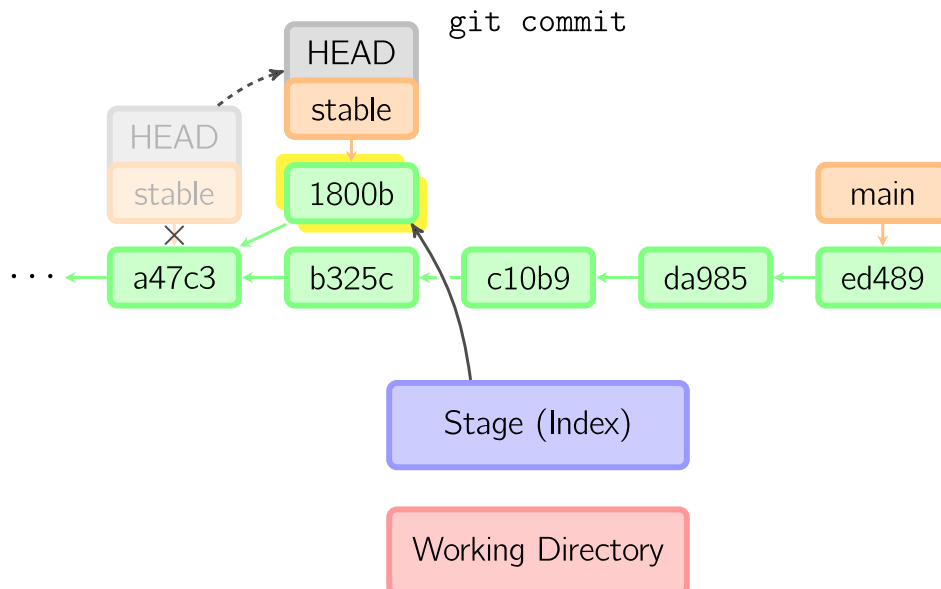 git commit
HEAD
stable
HEAD
stable
1800b
main
... a47c3 b325c c10b9 da985 ed489
Stage (Index)
Working Directory